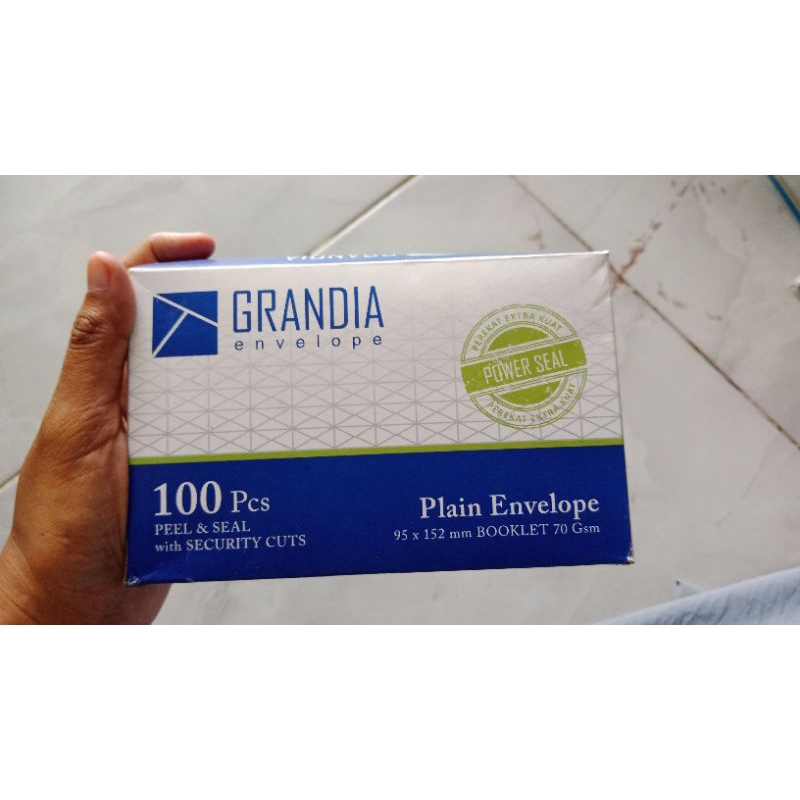 GRANDIA
GRANDIA
envelope
PEREKAT EXTRA KUAT
POWER SEAL
PEREKAT EXTRA KUAT
100 Pcs
PEEL & SEAL
with SECURITY CUTS
Plain Envelope
95 x 152 mm BOOKLET 70 Gsm